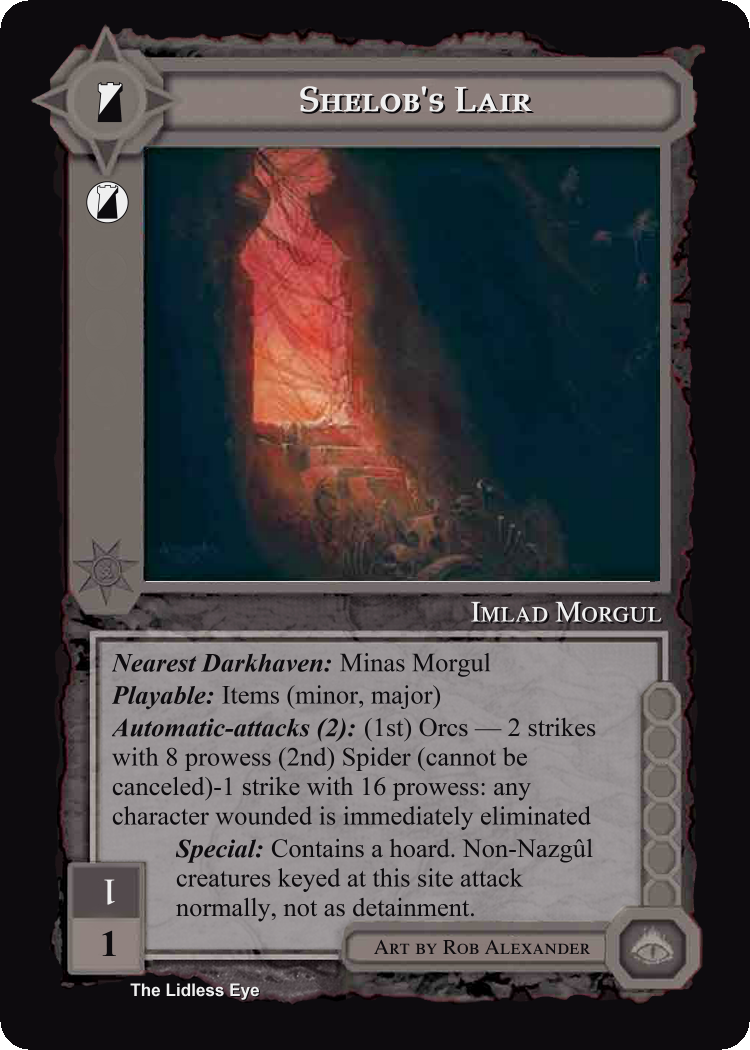 Shelob's Lair
Imlad Morgul
Nearest Darkhaven: Minas Morgul
Playable: Items (minor, major)
Automatic-attacks (2): (1st) Orcs — 2 strikes
with 8 prowess (2nd) Spider (cannot be
canceled)-1 strike with 16 prowess: any
character wounded is immediately eliminated
Special: Contains a hoard. Non-Nazgûl
creatures keyed at this site attack
normally, not as detainment.
1
1
Art by Rob Alexander
The Lidless Eye